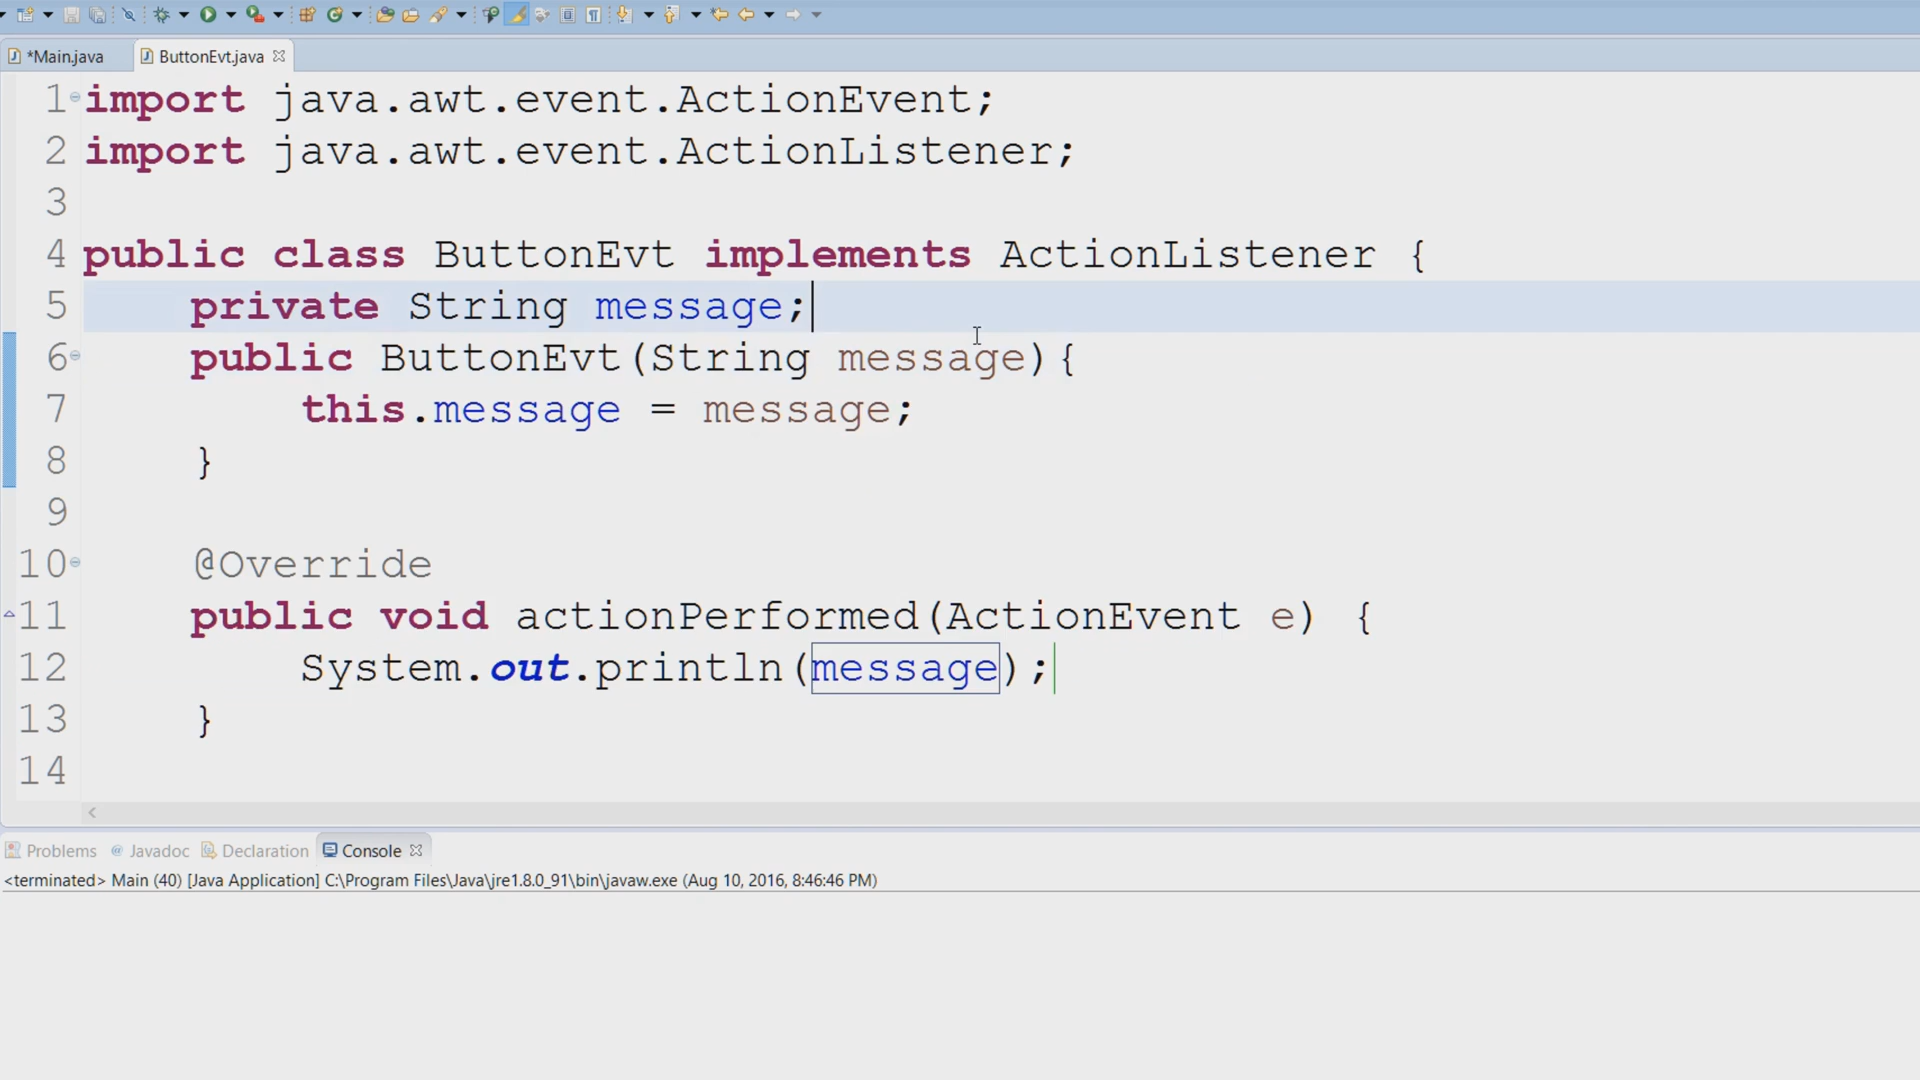 *Main.java ButtonEvt.java
1 import java.awt.event.ActionEvent;
2 import java.awt.event.ActionListener;
3
4 public class ButtonEvt implements ActionListener {
5 private String message;
6 public ButtonEvt(String message){
7 this.message = message;
8 }
9
10 @Override
11 public void actionPerformed(ActionEvent e) {
12 System.out.println(message);
13 }
14
Problems @ Javadoc Declaration Console
<terminated> Main (40) [Java Application] C:\Program Files\Java\jre1.8.0_91\bin\javaw.exe (Aug 10, 2016, 8:46:46 PM)